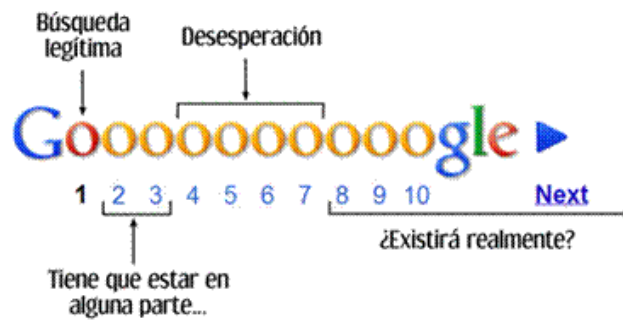 Búsqueda
legítima
Desesperación
Goooooooooogle
1 2 3 4 5 6 7 8 9 10 Next
¿Existirá realmente?
Tiene que estar en
alguna parte...